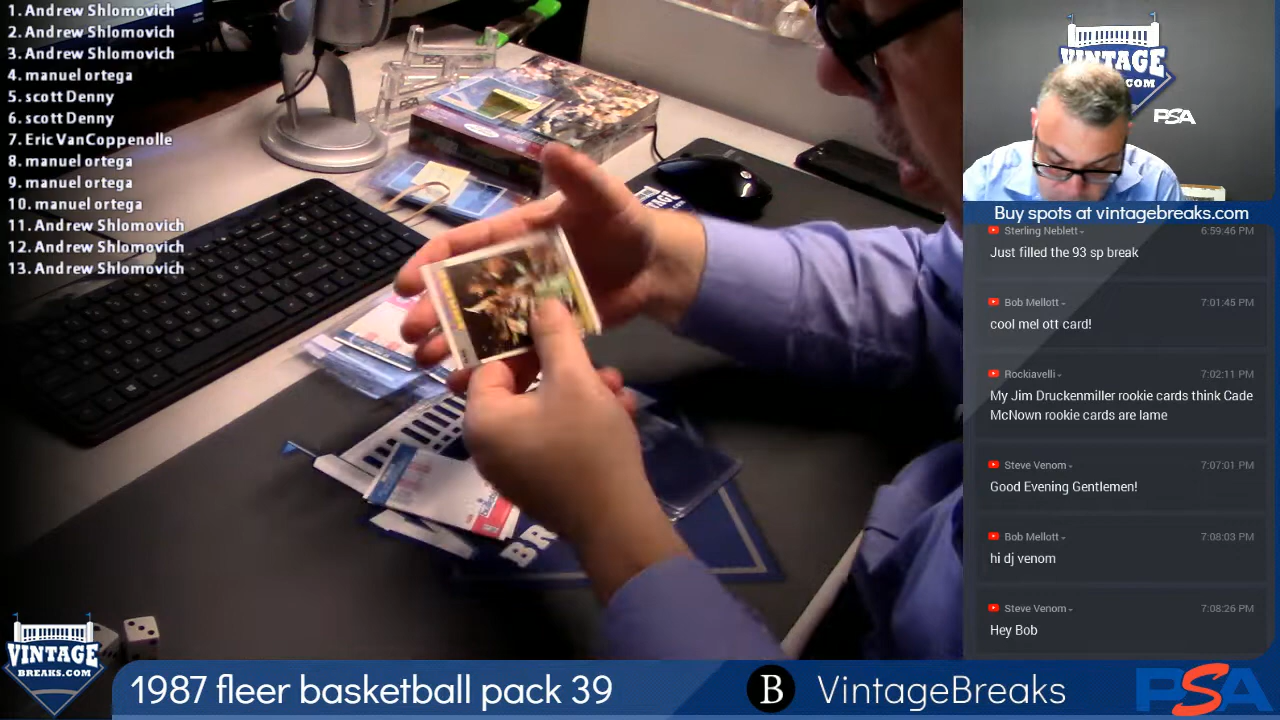 1. Andrew Shlomovich
2. Andrew Shlomovich
3. Andrew Shlomovich
4. manuel ortega
5. scott Denny
6. scott Denny
7. Eric VanCoppenolle
8. manuel ortega
9. manuel ortega
10. manuel ortega
11. Andrew Shlomovich
12. Andrew Shlomovich
13. Andrew Shlomovich
VINTAGE
.COM
PSA
Buy spots at vintagebreaks.com
Sterling Neblett
6:59:46 PM
Just filled the 93 sp break
Bob Mellott
7:01:45 PM
cool mel ott card!
Rockiavelli
7:02:11 PM
My Jim Druckenmiller rookie cards think Cade
McNown rookie cards are lame
Steve Venom
7:07:01 PM
Good Evening Gentlemen!
Bob Mellott
7:08:03 PM
hi dj venom
Steve Venom
7:08:26 PM
Hey Bob
BR
VINTAGE
BREAKS.COM
1987 fleer basketball pack 39
B VintageBreaks
PSA